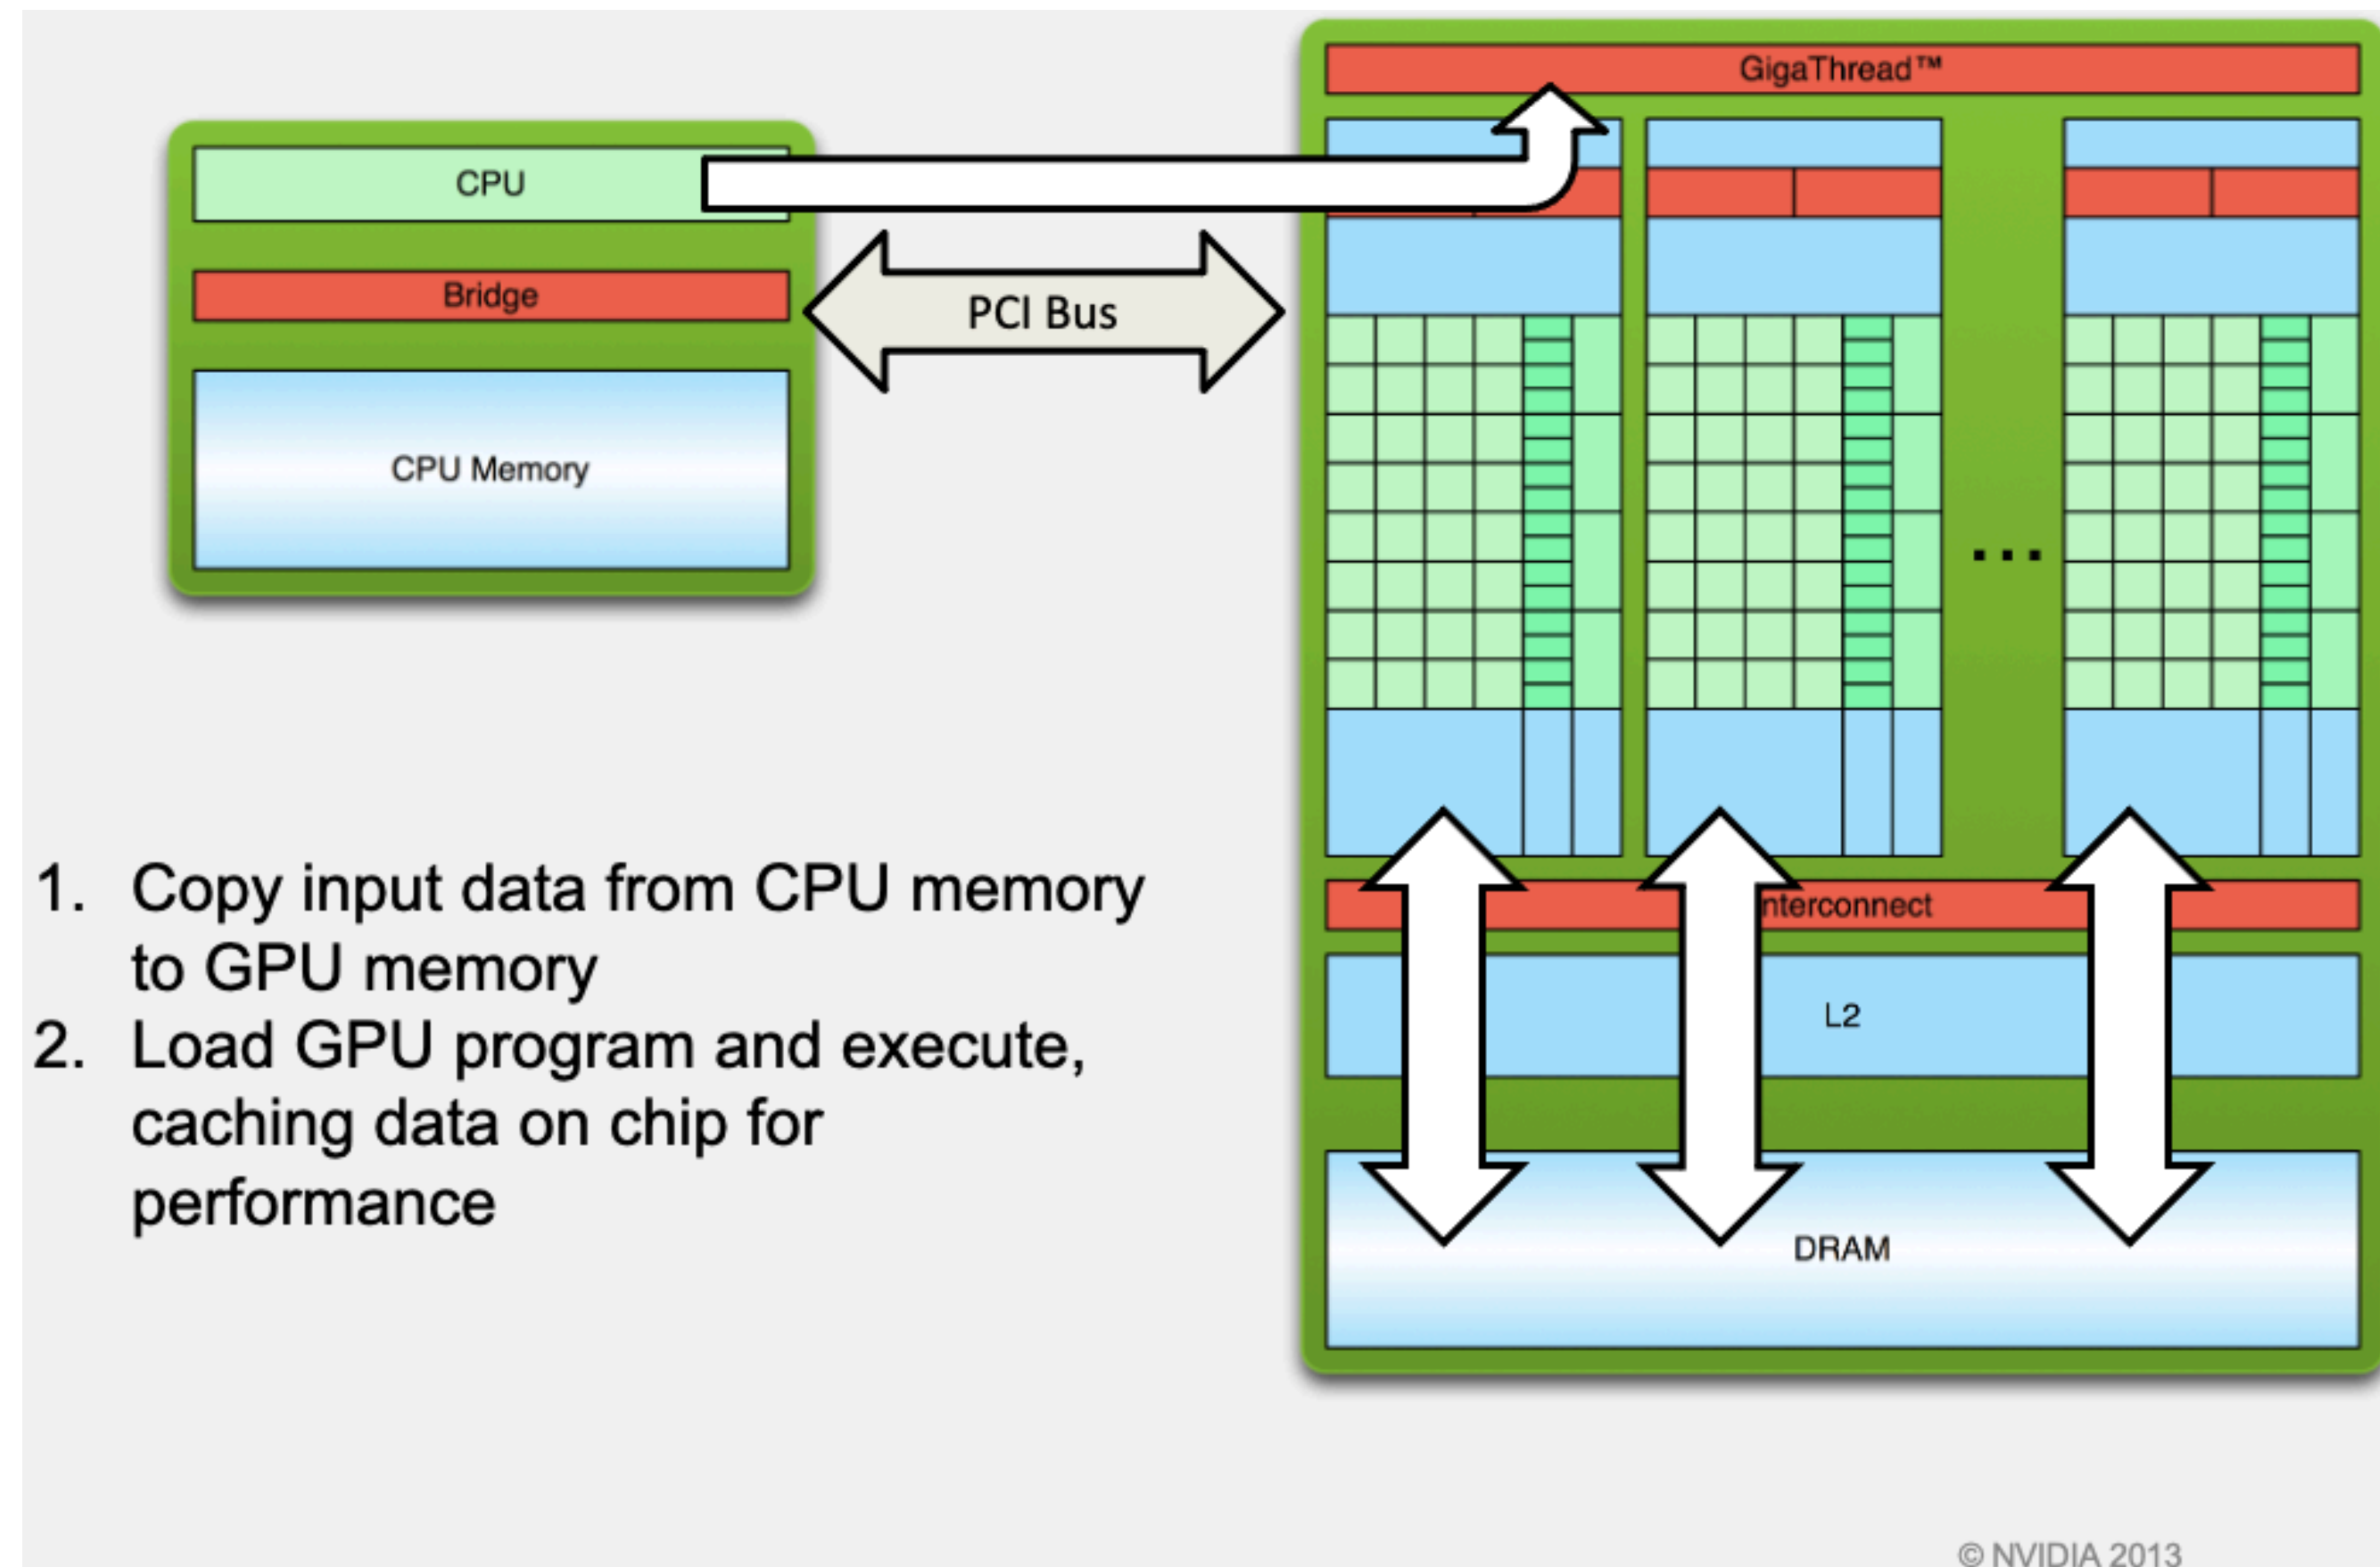 GigaThread™
CPU
Bridge
PCI Bus
CPU Memory
...
1. Copy input data from CPU memory
to GPU memory
2. Load GPU program and execute,
caching data on chip for
performance
nterconnect
L2
DRAM
© NVIDIA 2013